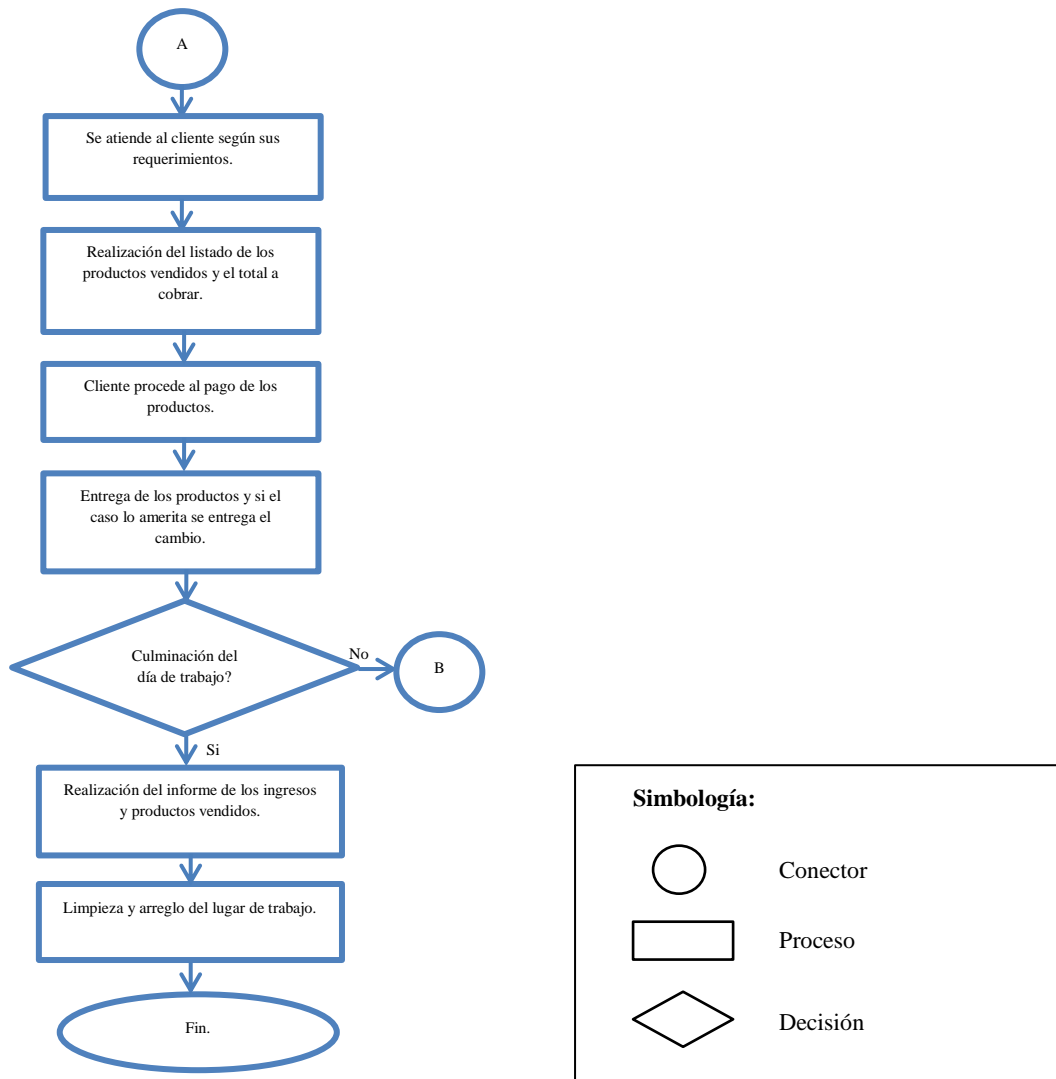 A
Se atiende al cliente según sus
requerimientos.
Realización del listado de los
productos vendidos y el total a
cobrar.
Cliente procede al pago de los
productos.
Entrega de los productos y si el
caso lo amerita se entrega el
cambio.
Culminación del
día de trabajo?
No
B
Si
Realización del informe de los ingresos
y productos vendidos.
Limpieza y arreglo del lugar de trabajo.
Fin.
Simbología:
Conector
Proceso
Decisión